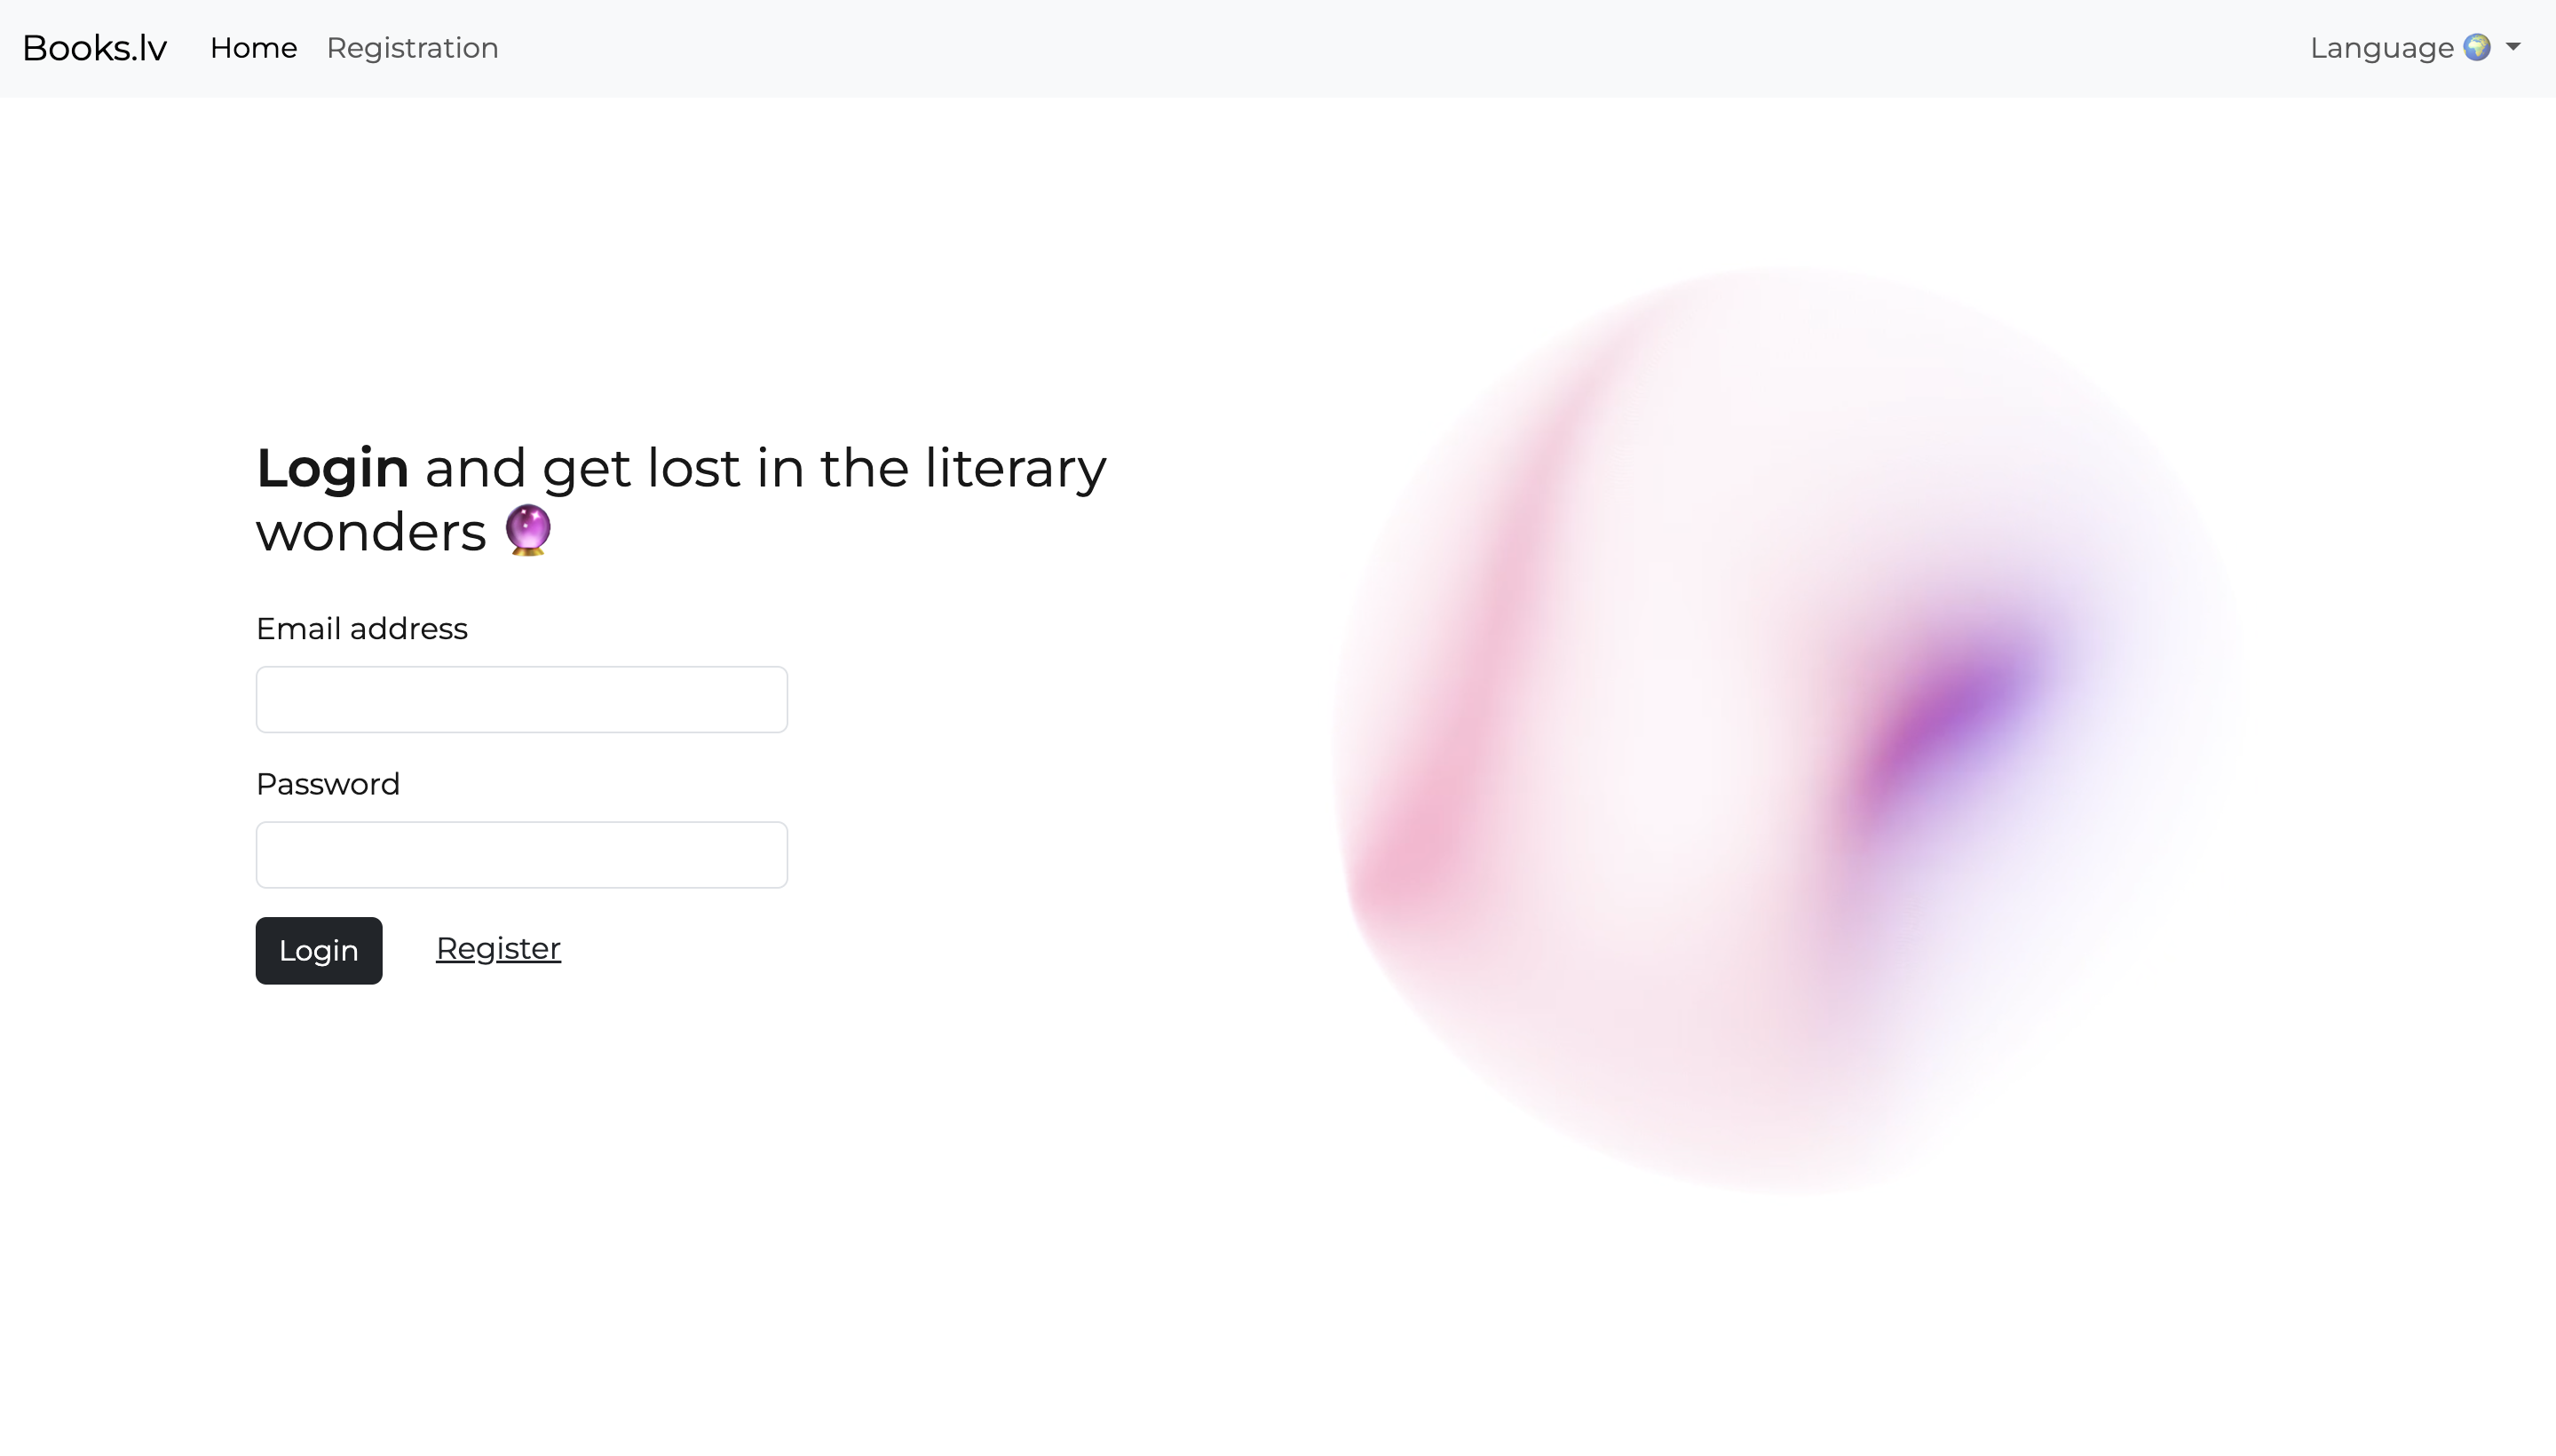 Books.lv Home Registration Language
Login and get lost in the literary
wonders
Email address
Password
Login Register